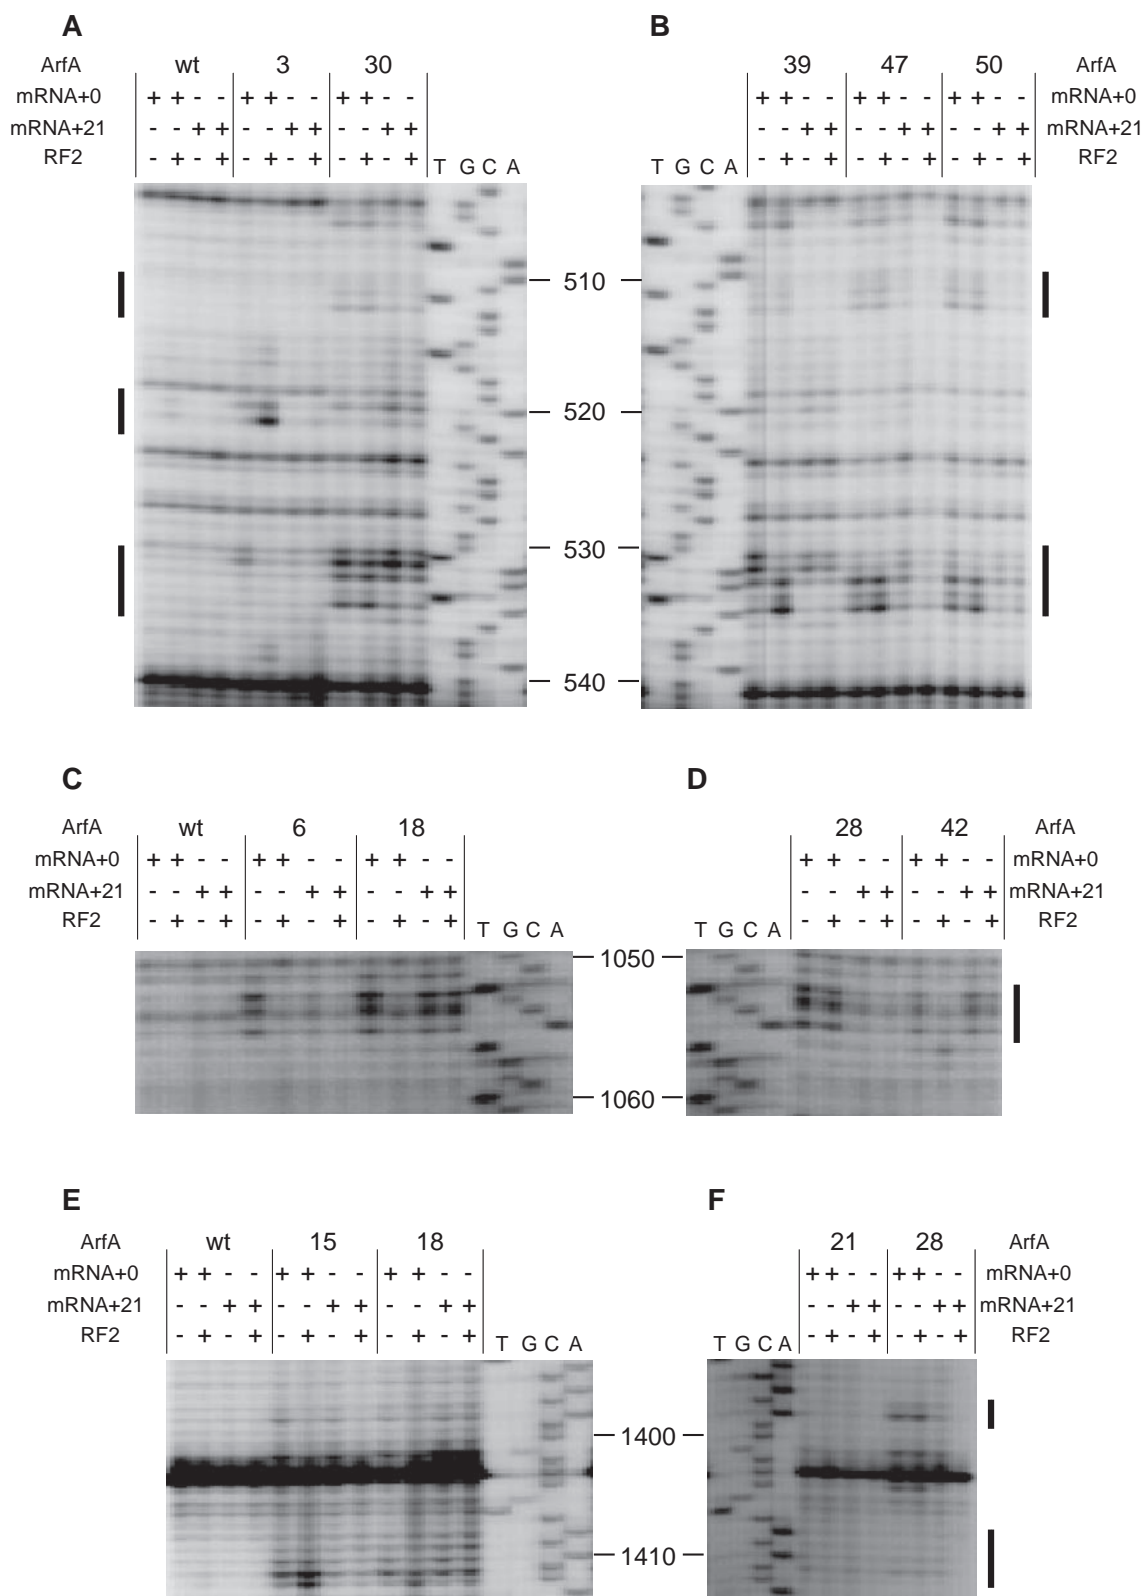 A B
ArfA wt 3 30 39 47 50 ArfA
mRNA+0 + + - - + + - - + + - - + + - - + + - - + + - - mRNA+0
mRNA+21 - - + + - - + + - - + + - - + + - - + + - - + + mRNA+21
RF2 - + - + - + - + - + - + - + - + - + - + - + - + RF2
T G C A T G C A
510
520
530
540
C D
ArfA wt 6 18 28 42 ArfA
mRNA+0 + + - - + + - - + + - - + + - - + + - - mRNA+0
mRNA+21 - - + + - - + + - - + + - - + + - - + + mRNA+21
RF2 - + - + - + - + - + - + - + - + - + - + RF2
T G C A T G C A
1050
1060
E F
ArfA wt 15 18 21 28 ArfA
mRNA+0 + + - - + + - - + + - - + + - - + + - - mRNA+0
mRNA+21 - - + + - - + + - - + + - - + + - - + + mRNA+21
RF2 - + - + - + - + - + - + - + - + - + - + RF2
T G C A T G C A
1400
1410